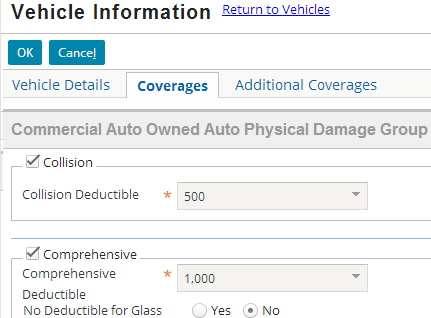 Vehicle Information Return to Vehicles
OK Cancel
Vehicle Details Coverages Additional Coverages
Commercial Auto Owned Auto Physical Damage Group
Collision
Collision Deductible * 500
Comprehensive
Comprehensive Deductible * 1,000
No Deductible for Glass Yes No